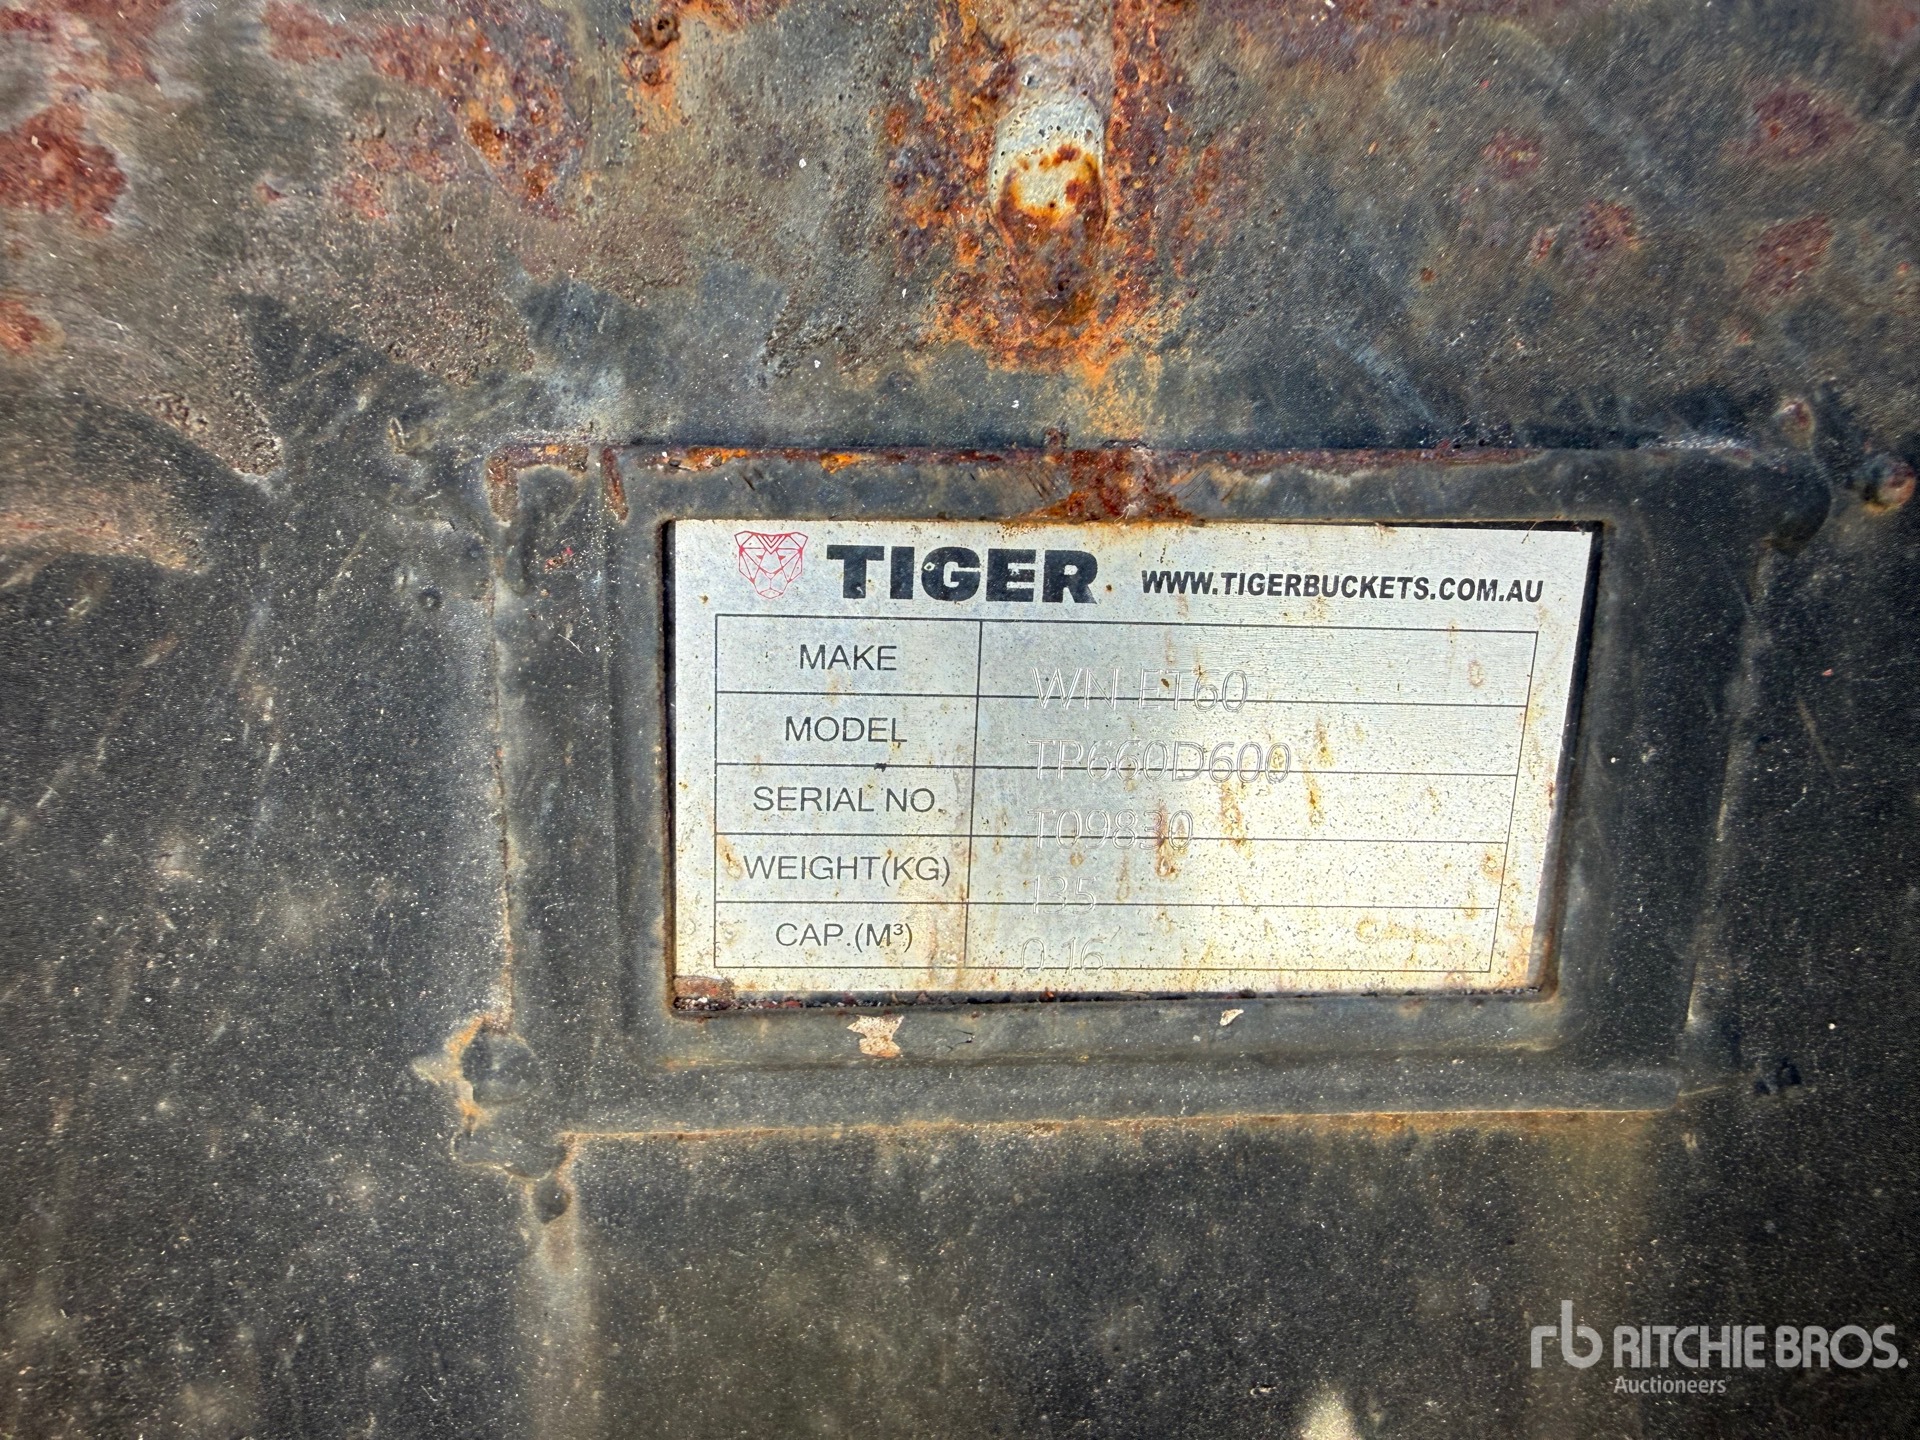 TIGER WWW.TIGERBUCKETS.COM.AU
MAKE WN ET60
MODEL TP660D600
SERIAL NO. T09830
WEIGHT(KG) 135
CAP.(M³) 0.16
rb RITCHIE BROS.
Auctioneers